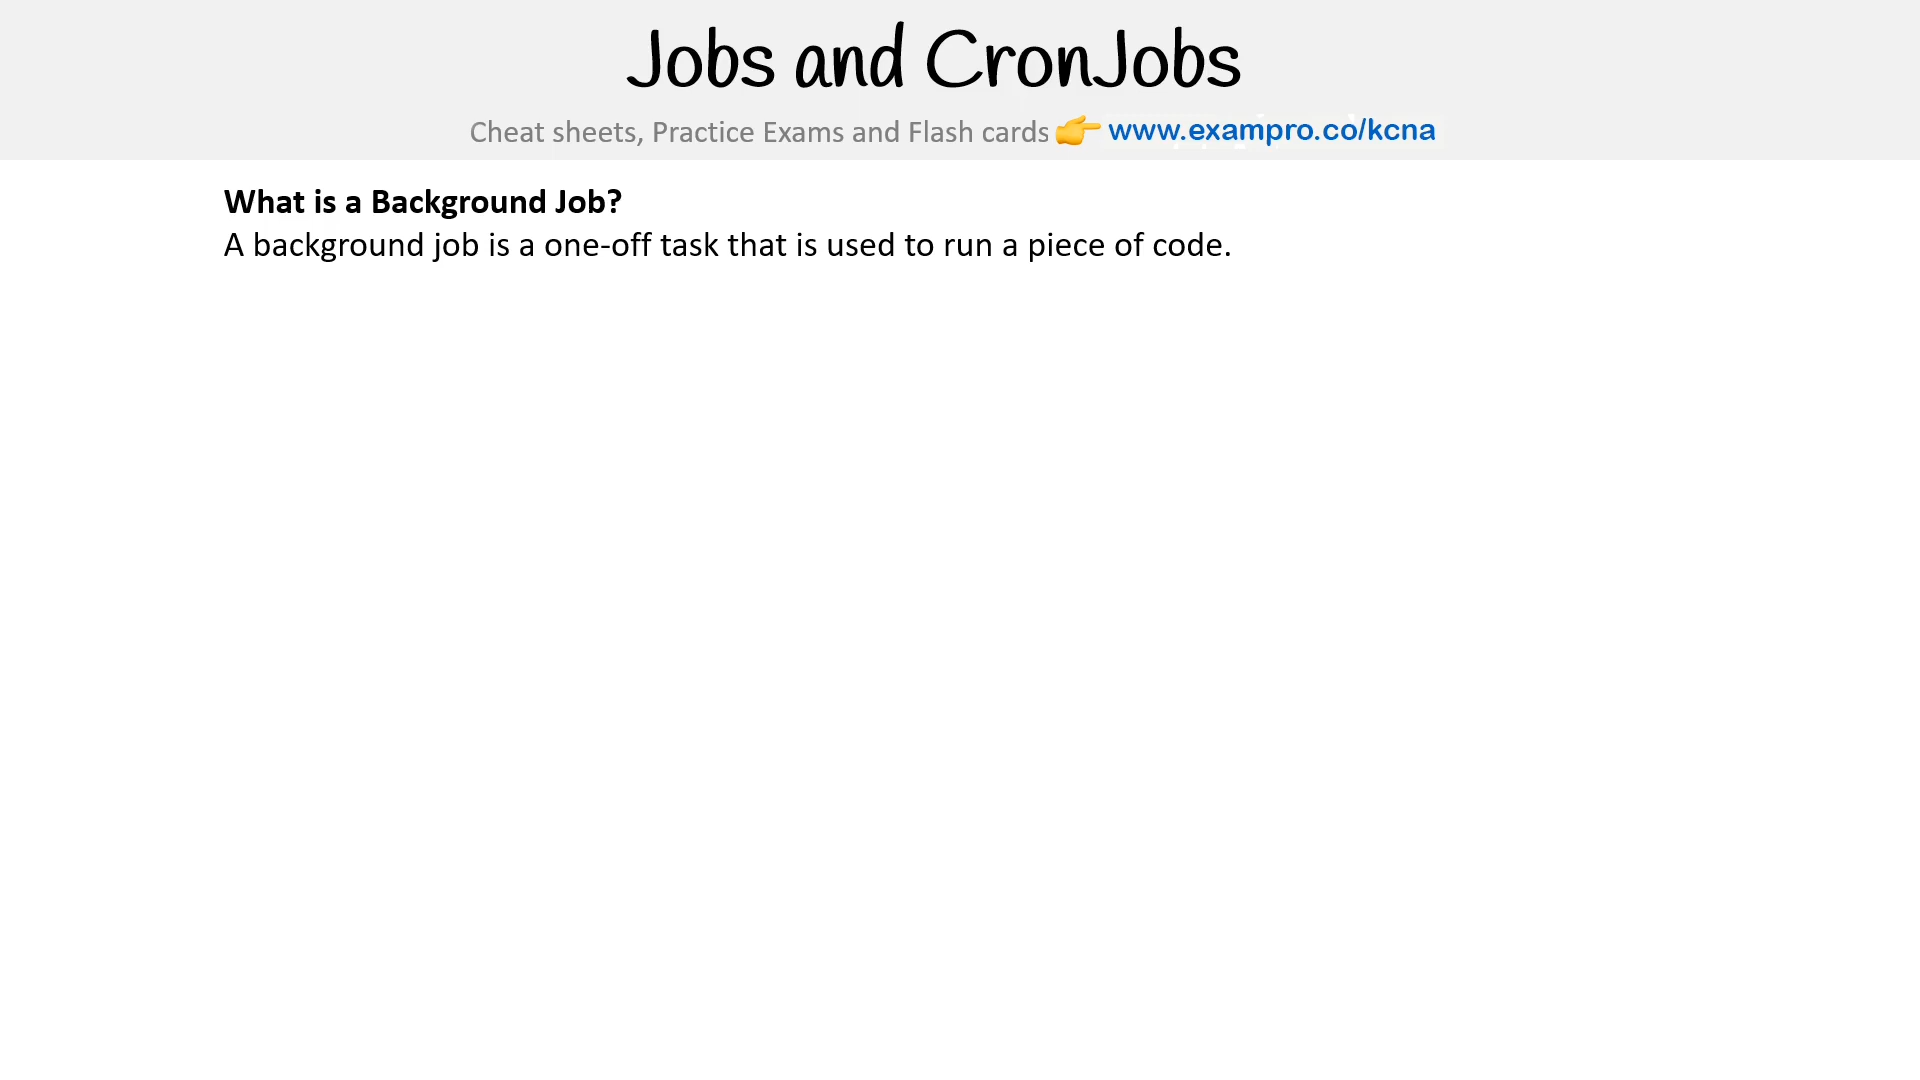 Jobs and CronJobs
Cheat sheets, Practice Exams and Flash cards 👉 www.exampro.co/kcna
What is a Background Job?
A background job is a one-off task that is used to run a piece of code.